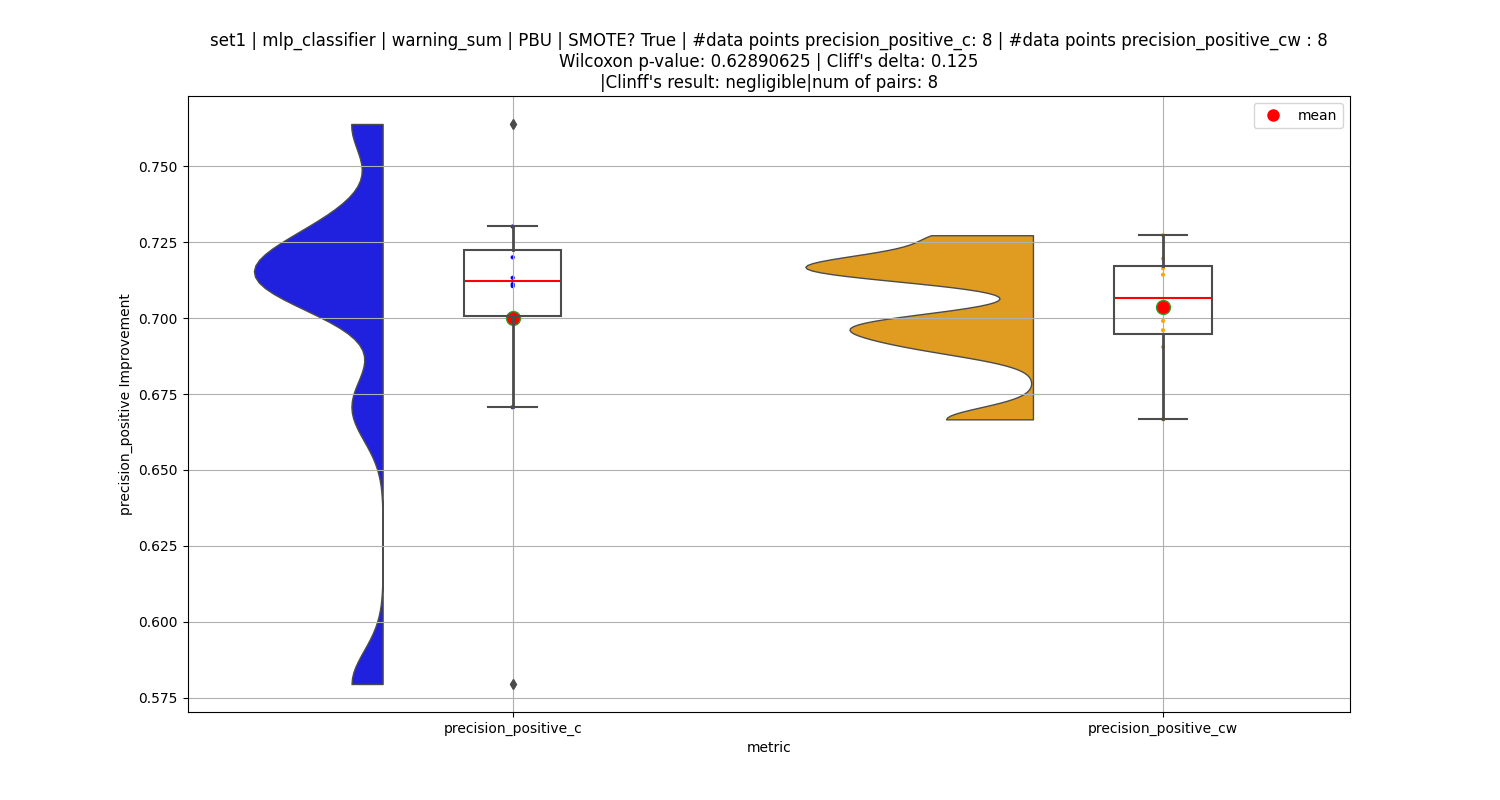 set1 | mlp_classifier | warning_sum | PBU | SMOTE? True | #data points precision_positive_c: 8 | #data points precision_positive_cw : 8
Wilcoxon p-value: 0.62890625 | Cliff's delta: 0.125
|Clinff's result: negligible|num of pairs: 8
mean
0.750
0.725
0.700
0.675
0.650
0.625
0.600
0.575
precision_positive Improvement
precision_positive_c
precision_positive_cw
metric